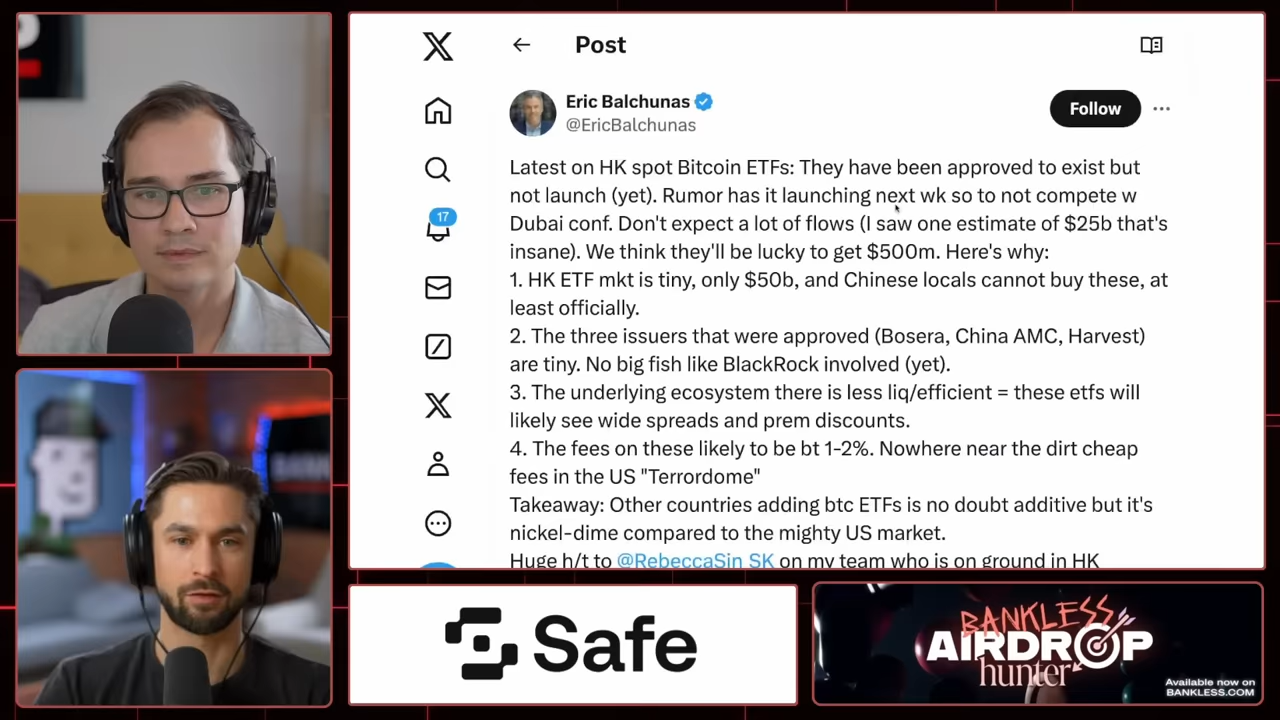 Post
Eric Balchunas
@EricBalchunas
Follow
17
Latest on HK spot Bitcoin ETFs: They have been approved to exist but
not launch (yet). Rumor has it launching next wk so to not compete w
Dubai conf. Don't expect a lot of flows (I saw one estimate of $25b that's
insane). We think they'll be lucky to get $500m. Here's why:
1. HK ETF mkt is tiny, only $50b, and Chinese locals cannot buy these, at
least officially.
2. The three issuers that were approved (Bosera, China AMC, Harvest)
are tiny. No big fish like BlackRock involved (yet).
3. The underlying ecosystem there is less liq/efficient = these etfs will
likely see wide spreads and prem discounts.
4. The fees on these likely to be bt 1-2%. Nowhere near the dirt cheap
fees in the US "Terrordome"
Takeaway: Other countries adding btc ETFs is no doubt additive but it's
nickel-dime compared to the mighty US market.
Huge h/t to @RebeccaSin_SK on my team who is on ground in HK
Safe
BANKLESS
AIRDROP
hunter
Available now on
BANKLESS.COM